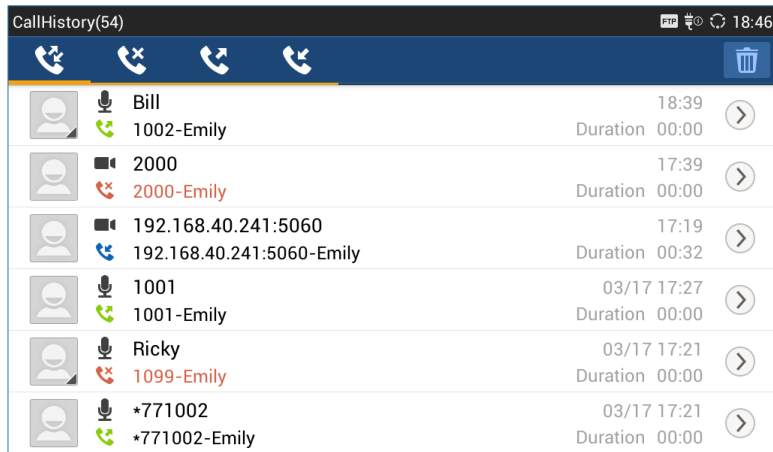 CallHistory(54) FTP 18:46
Bill 18:39
1002-Emily Duration 00:00
2000 17:39
2000-Emily Duration 00:00
192.168.40.241:5060 17:19
192.168.40.241:5060-Emily Duration 00:32
1001 03/17 17:27
1001-Emily Duration 00:00
Ricky 03/17 17:21
1099-Emily Duration 00:00
*771002 03/17 17:21
*771002-Emily Duration 00:00